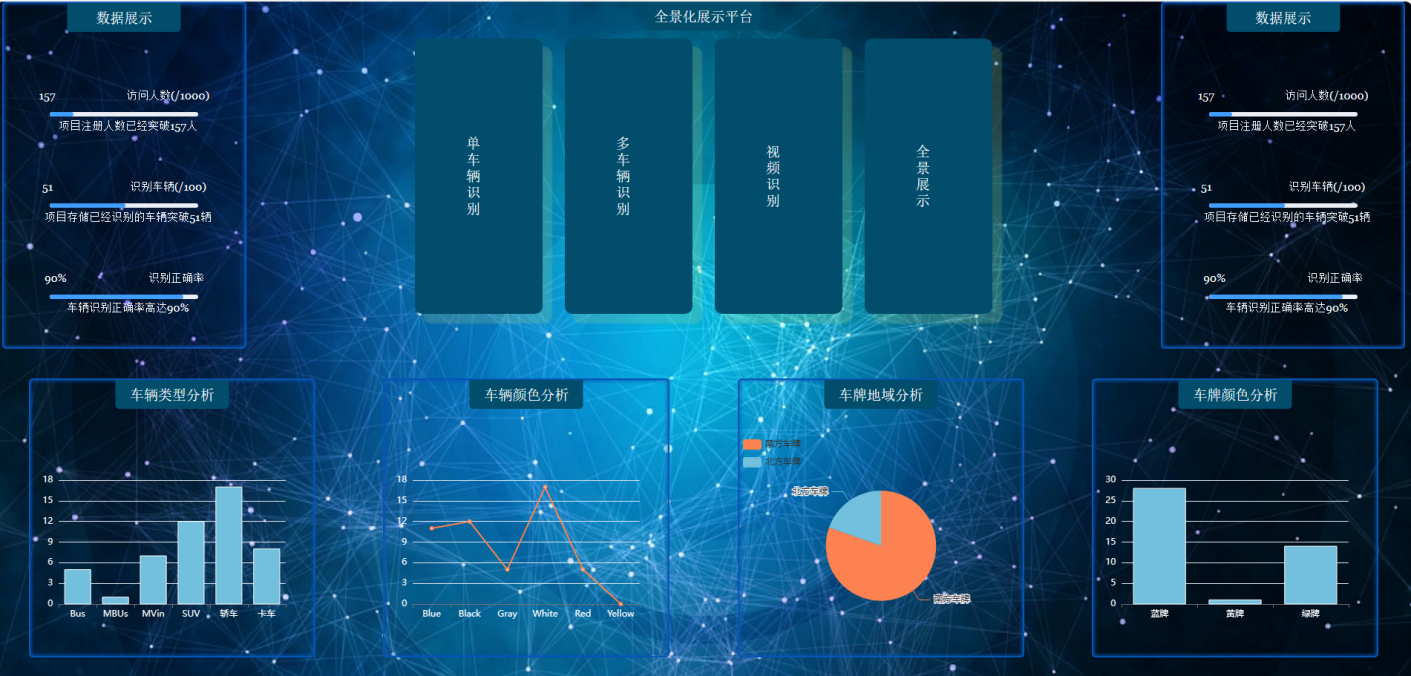 数据展示
157 访问人数(/1000)
项目注册人数已经突破157人
51 识别车辆(/100)
项目存储已经识别的车辆突破51辆
90% 识别正确率
车辆识别正确率高达90%
全景化展示平台
单车辆识别
多车辆识别
视频识别
全景展示
数据展示
157 访问人数(/1000)
项目注册人数已经突破157人
51 识别车辆(/100)
项目存储已经识别的车辆突破51辆
90% 识别正确率
车辆识别正确率高达90%
车辆类型分析
18
15
12
9
6
3
0
Bus MBUs MVin SUV 轿车 卡车
车辆颜色分析
18
15
12
9
6
3
0
Blue Black Gray White Red Yellow
车牌地域分析
南方车牌
北方车牌
北方车牌
南方车牌
车牌颜色分析
30
25
20
15
10
5
0
蓝牌 黄牌 绿牌